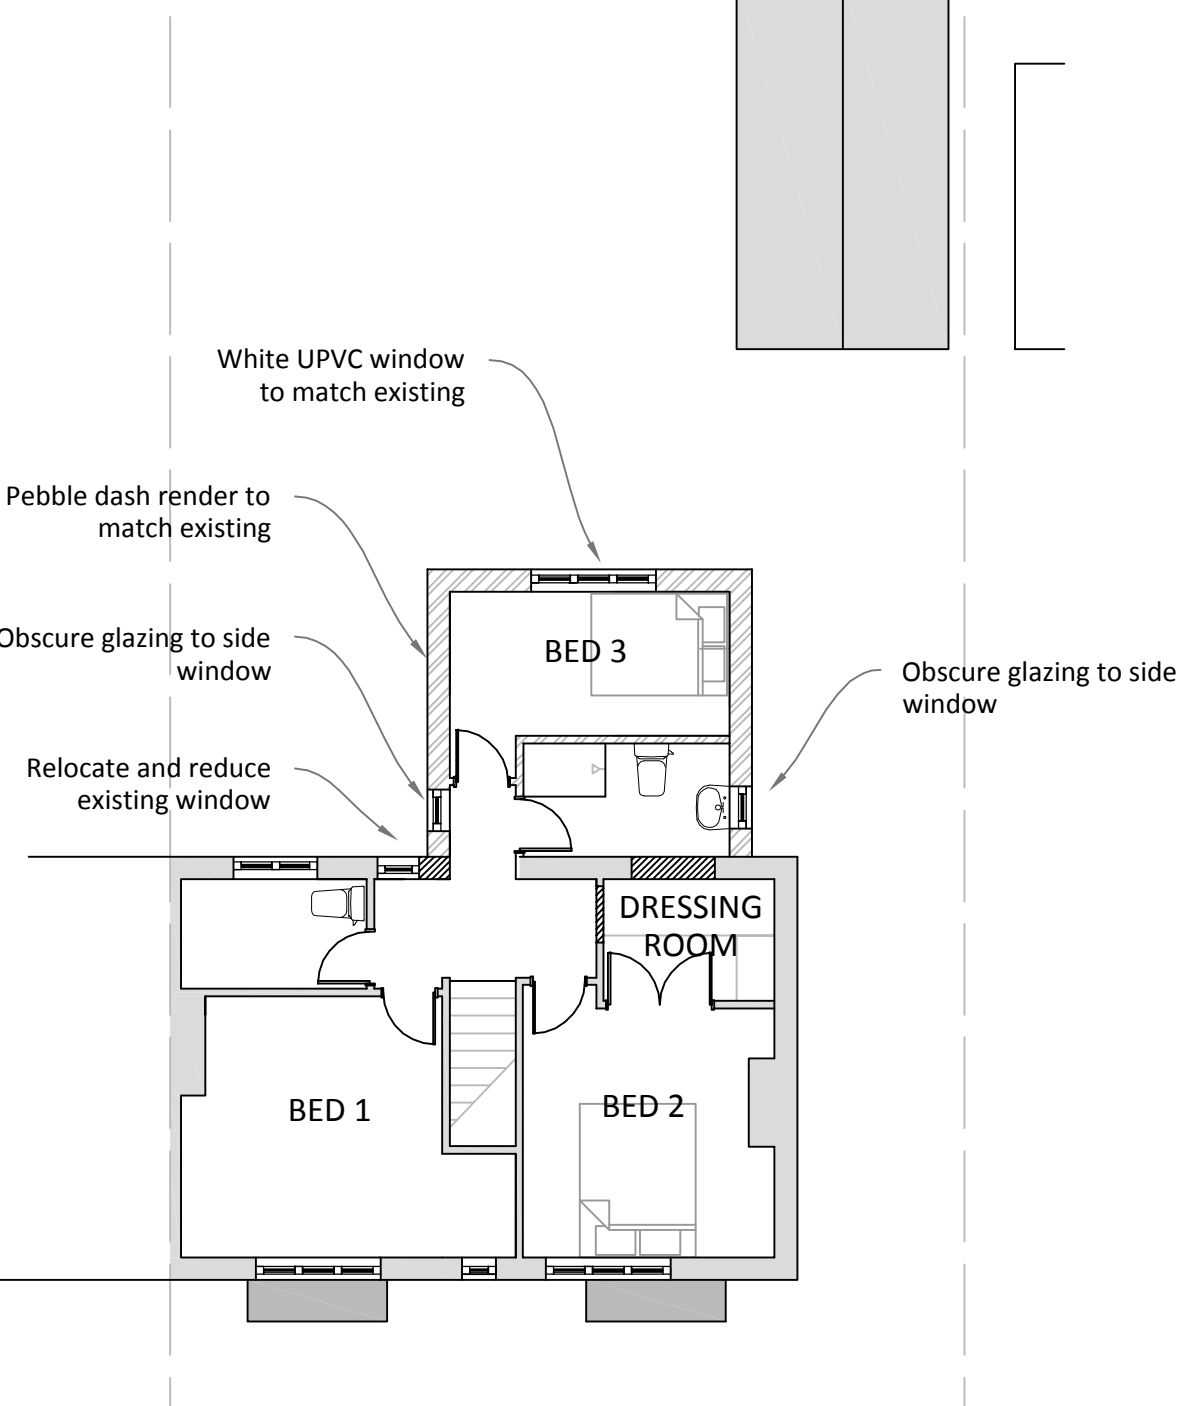 White UPVC window
to match existing
Pebble dash render to
match existing
Obscure glazing to side
window
Relocate and reduce
existing window
BED 3
Obscure glazing to side
window
DRESSING
ROOM
BED 1
BED 2